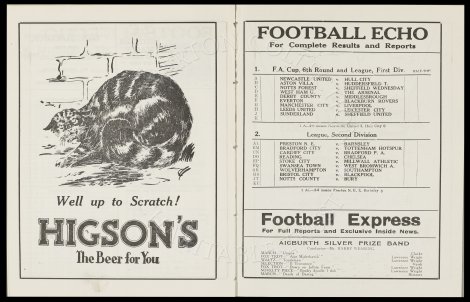 Well up to Scratch!
HIGSON'S
The Beer for You
FOOTBALL ECHO
For Complete Results and Reports
1. F.A. Cup, 6th Round and League, First Div.
NEWCASTLE UNITED v. HUDDERSFIELD T.
ASTON VILLA v. SHEFFIELD WEDNESDAY
NOTTS FOREST v. THE ARSENAL
WEST HAM U. v. MIDDLESBROUGH
DERBY COUNTY v. BLACKBURN ROVERS
EVERTON v. LIVERPOOL
MANCHESTER CITY v. LEICESTER CITY
LEEDS UNITED v. SHEFFIELD UNITED
SUNDERLAND v.
2. League, Second Division
PRESTON N.E. v. BARNSLEY
BRADFORD CITY v. TOTTENHAM HOTSPUR
CARDIFF CITY v. BRADFORD P. A.
READING v. CHELSEA
STOKE CITY v. MILLWALL ATHLETIC
SWANSEA TOWN v. WEST BROMWICH A.
WOLVERHAMPTON v. SOUTHAMPTON
BRISTOL CITY v. BLACKPOOL
NOTTS COUNTY v. BURY
Football Express
For Full Reports and Exclusive Inside News.
AIGBURTH SILVER PRIZE BAND